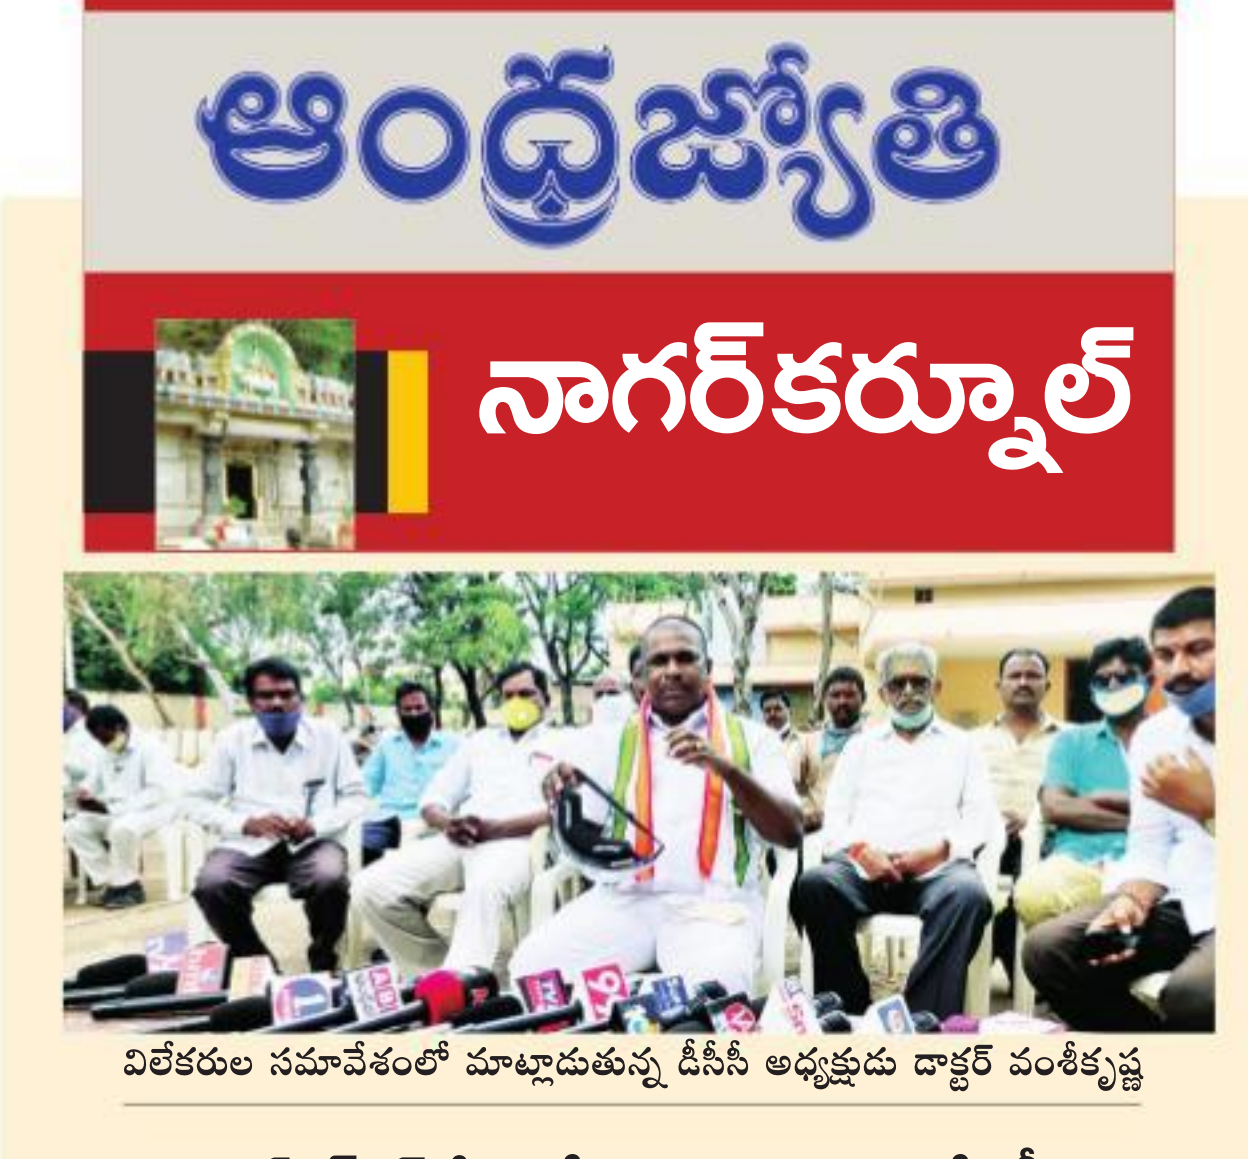 ఆంధ్రజ్యోతి
నాగర్‌కర్నూల్
విలేకరుల సమావేశంలో మాట్లాడుతున్న డీసీసీ అధ్యక్షుడు డాక్టర్ వంశీకృష్ణ